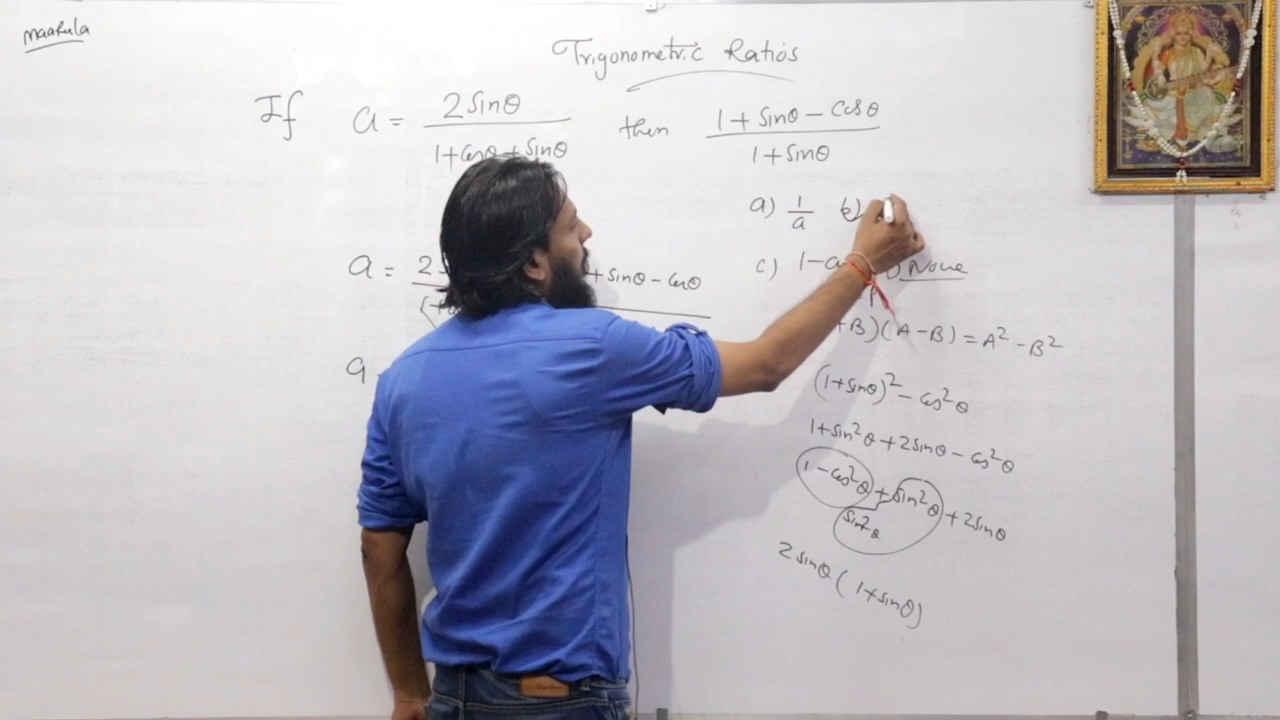 Maarula
Trigonometric Ratios
If a = 2 Sinθ / 1+Cosθ+Sinθ then 1+Sinθ-Cosθ / 1+Sinθ
a) 1/a b)
c) 1-a D) None
a = 2 +Sinθ-Cosθ
+B)(A-B)=A²-B²
a
(1+Sinθ)²-Cos²θ
1+Sin²θ+2Sinθ-Cos²θ
1-Cos²θ+Sin²θ+2Sinθ
Sin²θ
2Sinθ(1+Sinθ)